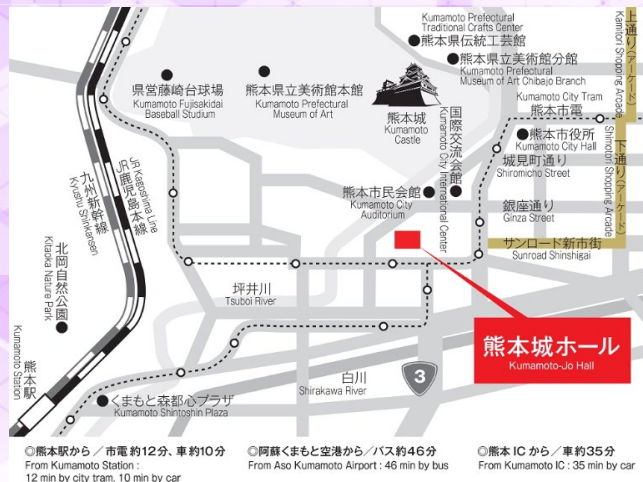 Kumamoto Prefectural
Traditional Crafts Center
熊本県伝統工芸館
熊本県立美術館分館
Kumamoto Prefectural
Museum of Art Chibajo Branch
上通り(アーケード)
Kamitori Shopping Arcade
県営藤崎台球場
Kumamoto Fujisakidai
Baseball Studium
熊本県立美術館本館
Kumamoto Prefectural
Museum of Art
熊本城
Kumamoto
Castle
国際交流会館
Kumamoto City International Center
Kumamoto City Tram
熊本市電
熊本市役所
Kumamoto City Hall
城見町通り
Shiromicho Street
下通り(アーケード)
Shimotori Shopping Arcade
熊本市民会館
Kumamoto City
Auditorium
銀座通り
Ginza Street
サンロード新市街
Sunroad Shinshigai
JR鹿児島本線
JR Kagoshima Line
九州新幹線
Kyushu Shinkansen
北岡自然公園
Kitaoka Nature Park
坪井川
Tsuboi River
熊本城ホール
Kumamoto-Jo Hall
熊本駅
Kumamoto Station
白川
Shirakawa River
3
くまもと森都心プラザ
Kumamoto Shintoshin Plaza
◎熊本駅から／市電約12分、車約10分
From Kumamoto Station :
12 min by city tram, 10 min by car
◎阿蘇くまもと空港から／バス約46分
From Aso Kumamoto Airport : 46 min by bus
◎熊本ICから／車約35分
From Kumamoto IC : 35 min by car